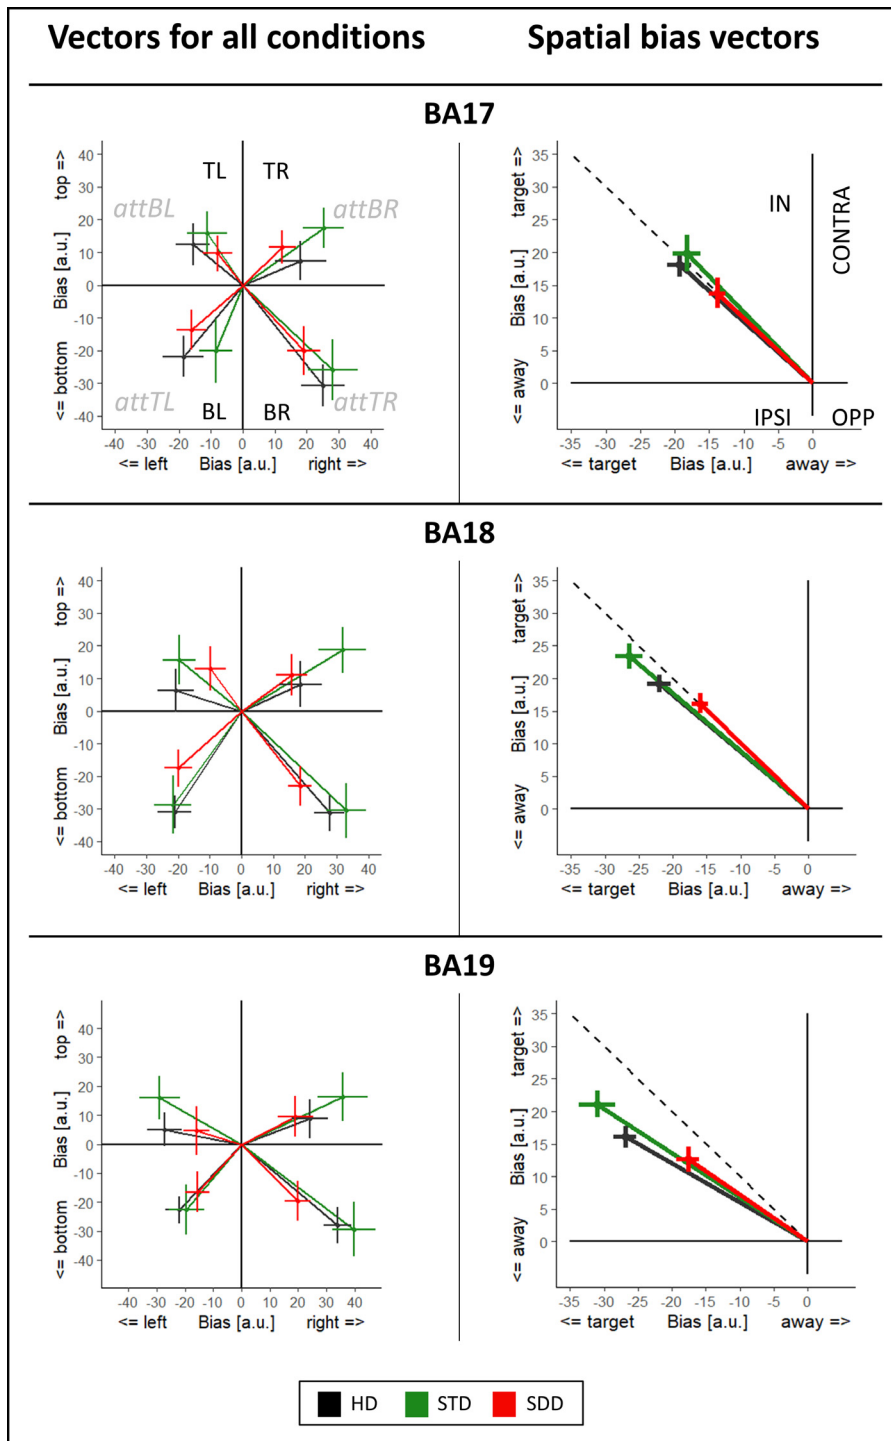 Vectors for all conditions
Spatial bias vectors
BA17
40
30
20
10
0
-10
-20
-30
-40
<= bottom Bias [a.u.] top =>
TL
TR
attBL
attBR
attTL
attTR
BL
BR
-40 -30 -20 -10 0 10 20 30 40
<= left Bias [a.u.] right =>
35
30
25
20
15
10
5
0
<= away Bias [a.u.] target =>
IN
CONTRA
IPSI
OPP
-35 -30 -25 -20 -15 -10 -5 0
<= target Bias [a.u.] away =>
BA18
40
30
20
10
0
-10
-20
-30
-40
<= bottom Bias [a.u.] top =>
-40 -30 -20 -10 0 10 20 30 40
<= left Bias [a.u.] right =>
35
30
25
20
15
10
5
0
<= away Bias [a.u.] target =>
-35 -30 -25 -20 -15 -10 -5 0
<= target Bias [a.u.] away =>
BA19
40
30
20
10
0
-10
-20
-30
-40
<= bottom Bias [a.u.] top =>
-40 -30 -20 -10 0 10 20 30 40
<= left Bias [a.u.] right =>
35
30
25
20
15
10
5
0
<= away Bias [a.u.] target =>
-35 -30 -25 -20 -15 -10 -5 0
<= target Bias [a.u.] away =>
HD STD SDD